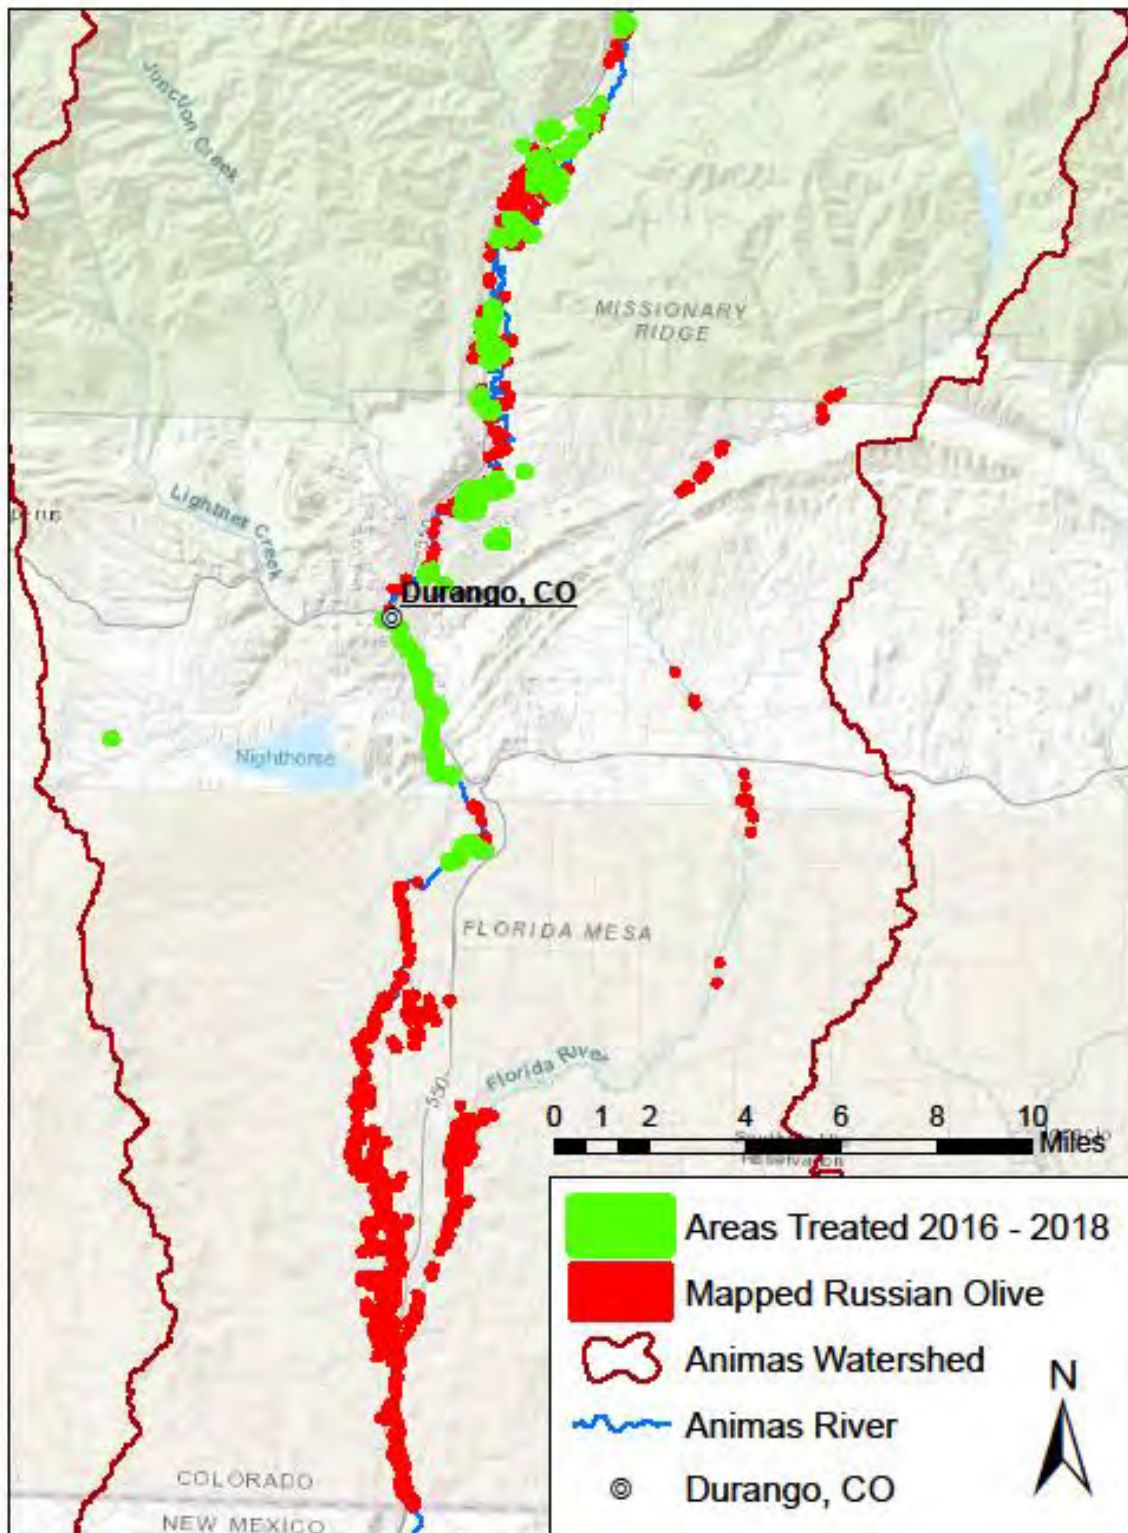 Junction Creek
MISSIONARY
RIDGE
Lightner Creek
550
Durango, CO
Nighthorse
FLORIDA MESA
Florida River
550
0 1 2 4 6 8 10
Miles
Areas Treated 2016 - 2018
Mapped Russian Olive
Animas Watershed
N
Animas River
Durango, CO
COLORADO
NEW MEXICO